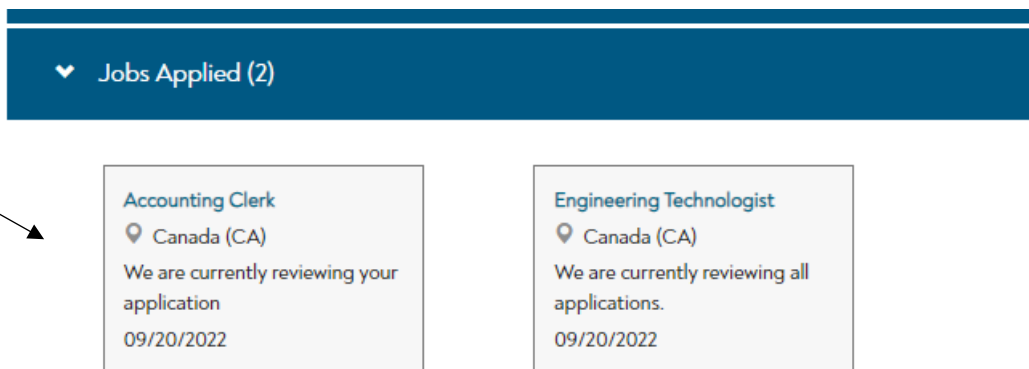 Jobs Applied (2)
Accounting Clerk
Canada (CA)
We are currently reviewing your
application
09/20/2022
Engineering Technologist
Canada (CA)
We are currently reviewing all
applications.
09/20/2022